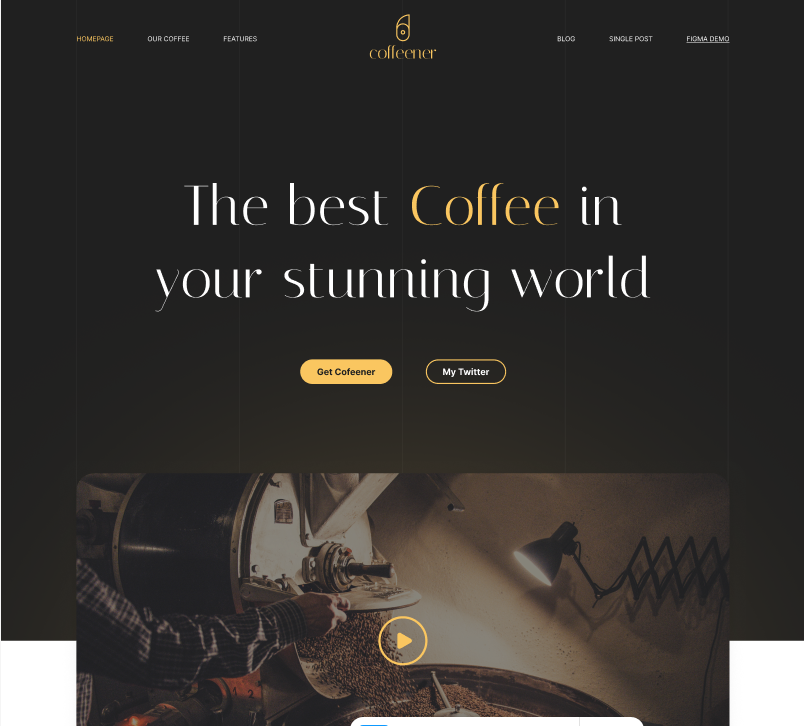 HOMEPAGE
OUR COFFEE
FEATURES
coffeener
BLOG
SINGLE POST
FIGMA DEMO
The best Coffee in
your stunning world
Get Cofeener
My Twitter